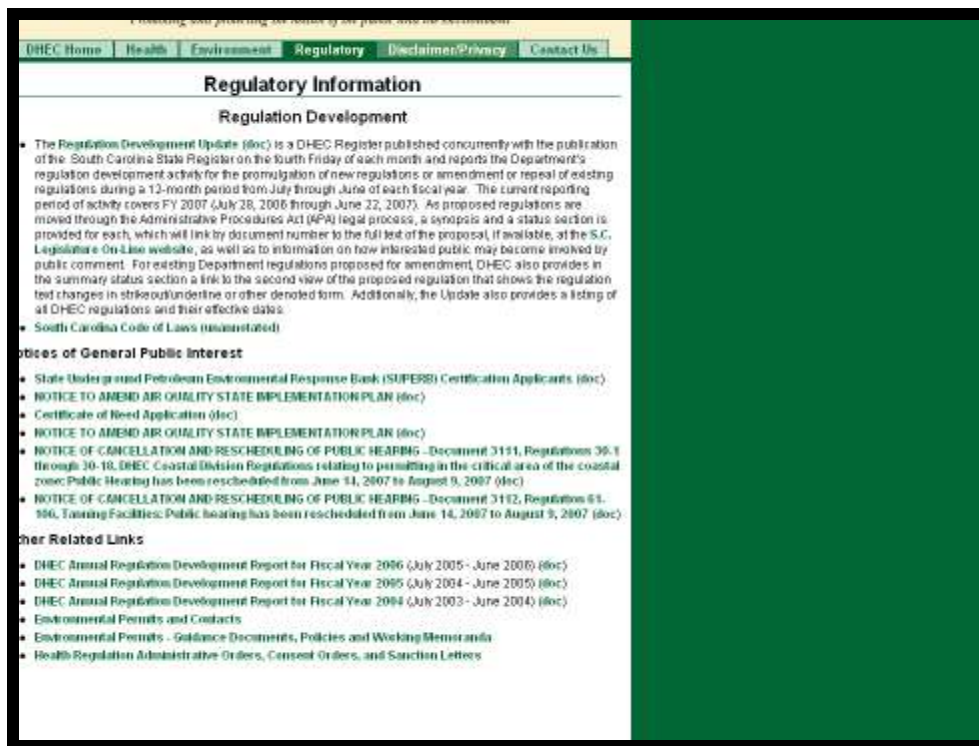 DHEC Home | Health | Environment | Regulatory | Disclaimer/Privacy | Contact Us
Regulatory Information
Regulation Development
• The Regulation Development Update (doc) is a DHEC Register published concurrently with the publication
of the South Carolina State Register on the fourth Friday of each month and reports the Department's
regulation development activity for the promulgation of new regulations or amendment or repeal of existing
regulations during a 12-month period from July through June of each fiscal year. The current reporting
period of activity covers FY 2007 (July 28, 2006 through June 22, 2007). As proposed regulations are
moved through the Administrative Procedures Act (APA) legal process, a synopsis and a status section is
provided for each, which will link by document number to the full text of the proposal, if available, at the S.C.
Legislature On-Line website, as well as to information on how interested public may become involved by
public comment. For existing Department regulations proposed for amendment, DHEC also provides in
the summary status section a link to the second view of the proposed regulation that shows the regulation
text changes in strikeout/underline or other denoted form. Additionally, the Update also provides a listing of
all DHEC regulations and their effective dates.
• South Carolina Code of Laws (unannotated)
otices of General Public Interest
• State Underground Petroleum Environmental Response Bank (SUPERB) Certification Applicants (doc)
• NOTICE TO AMEND AIR QUALITY STATE IMPLEMENTATION PLAN (doc)
• Certificate of Need Application (doc)
• NOTICE TO AMEND AIR QUALITY STATE IMPLEMENTATION PLAN (doc)
• NOTICE OF CANCELLATION AND RESCHEDULING OF PUBLIC HEARING - Document 3111, Regulations 30-1
through 30-18, DHEC Coastal Division Regulations relating to permitting in the critical area of the coastal
zone: Public Hearing has been rescheduled from June 14, 2007 to August 9, 2007 (doc)
• NOTICE OF CANCELLATION AND RESCHEDULING OF PUBLIC HEARING - Document 3112, Regulation 61-
106, Tanning Facilities: Public hearing has been rescheduled from June 14, 2007 to August 9, 2007 (doc)
ther Related Links
• DHEC Annual Regulation Development Report for Fiscal Year 2006 (July 2005 - June 2006) (doc)
• DHEC Annual Regulation Development Report for Fiscal Year 2005 (July 2004 - June 2005) (doc)
• DHEC Annual Regulation Development Report for Fiscal Year 2004 (July 2003 - June 2004) (doc)
• Environmental Permits and Contacts
• Environmental Permits - Guidance Documents, Policies and Working Memoranda
• Health Regulation Administrative Orders, Consent Orders, and Sanction Letters